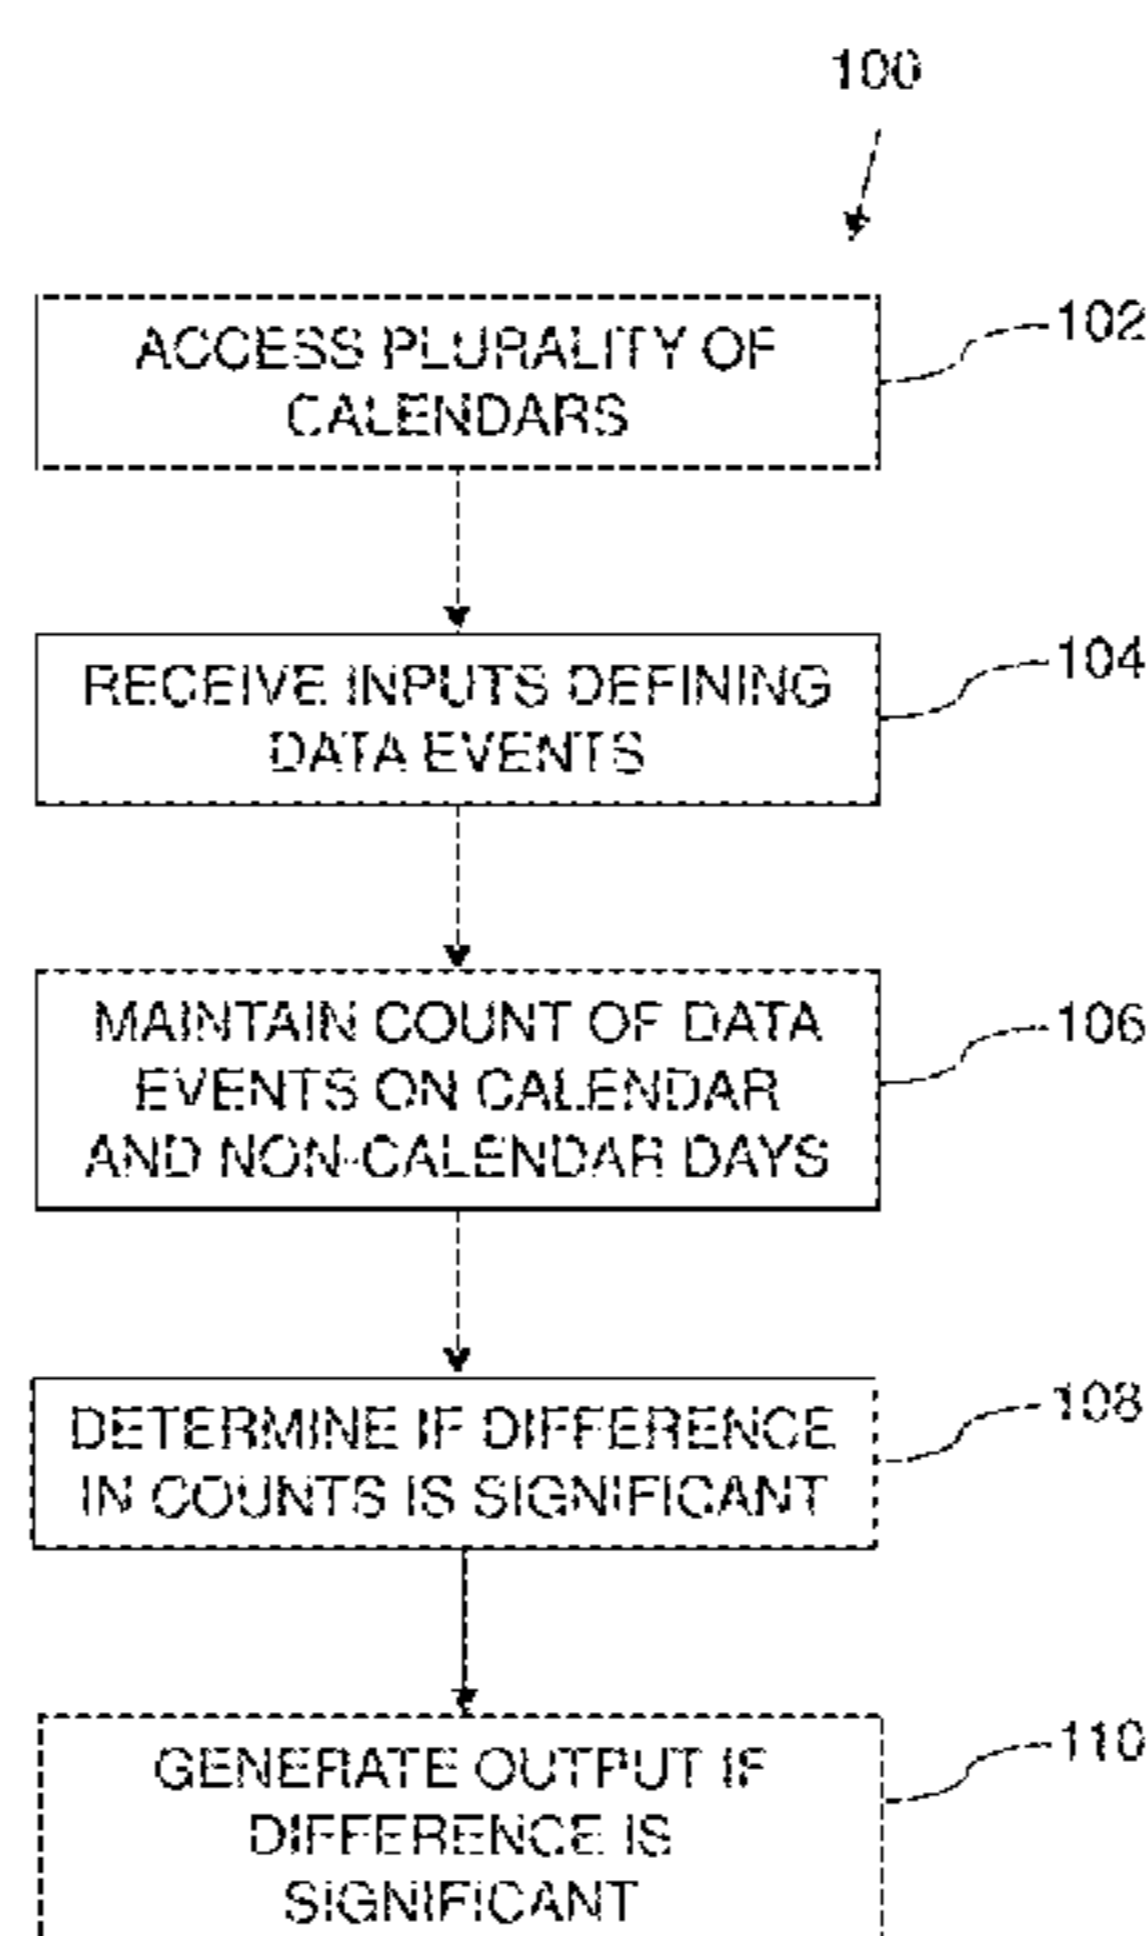 100
ACCESS PLURALITY OF
CALENDARS
102
RECEIVE INPUTS DEFINING
DATA EVENTS
104
MAINTAIN COUNT OF DATA
EVENTS ON CALENDAR
AND NON-CALENDAR DAYS
106
DETERMINE IF DIFFERENCE
IN COUNTS IS SIGNIFICANT
108
GENERATE OUTPUT IF
DIFFERENCE IS
SIGNIFICANT
110